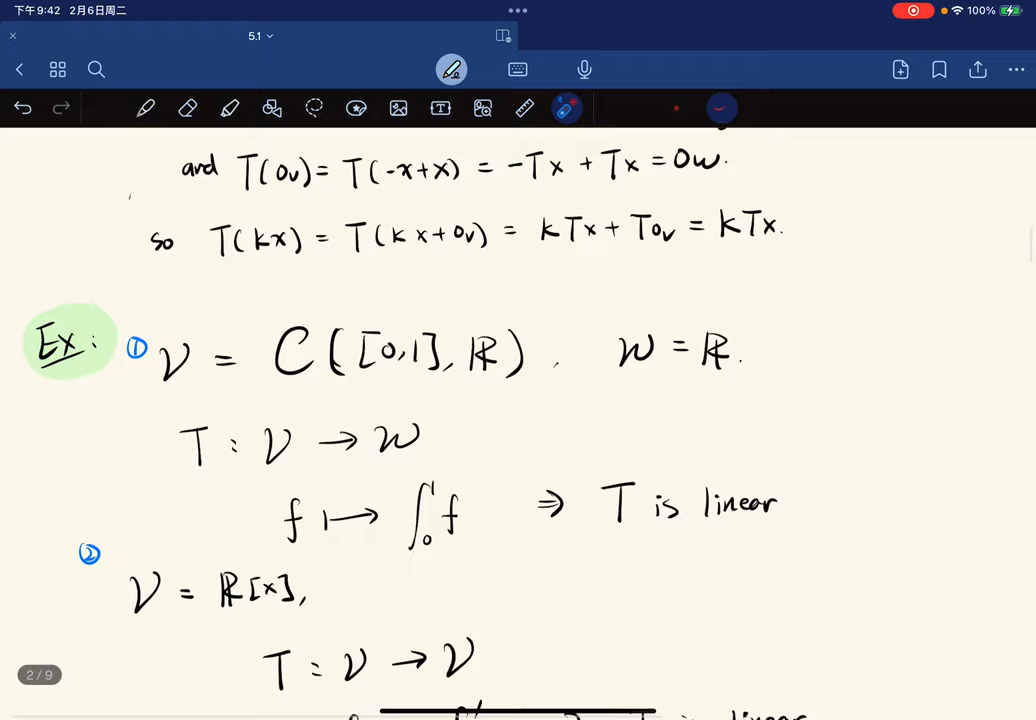 下午9:42 2月6日周二
100%
5.1
and T(0v) = T(-x+x) = -Tx + Tx = 0w.
so T(kx) = T(kx+0v) = kTx + T0v = kTx.
Ex: ① V = C([0,1], ℝ), W = ℝ.
T : V → W
f ↦ ∫₀¹ f ⇒ T is linear
②
V = ℝ[x],
T : V → V
2/9
linear